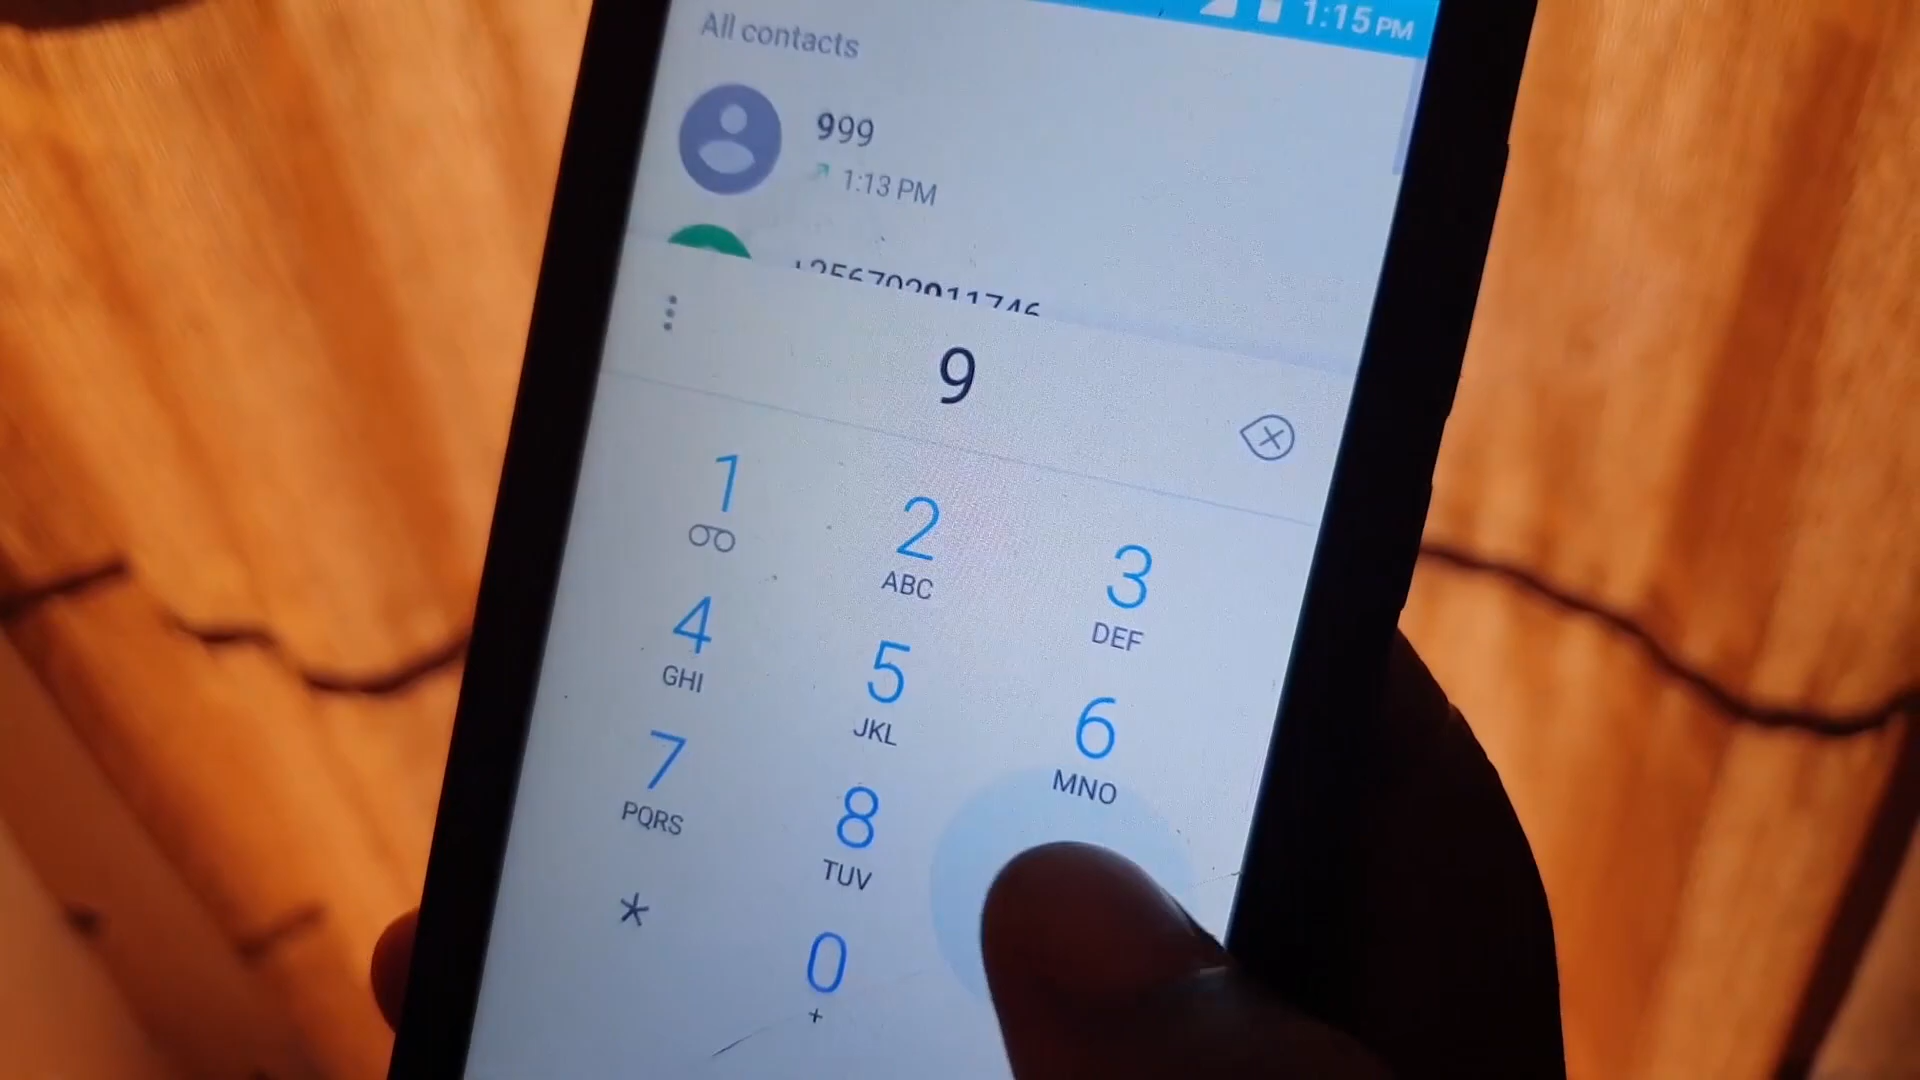 1:15 PM
All contacts
999
1:13 PM
+256702911746
9
1
2
ABC
3
DEF
4
GHI
5
JKL
6
MNO
7
PQRS
8
TUV
*
0
+